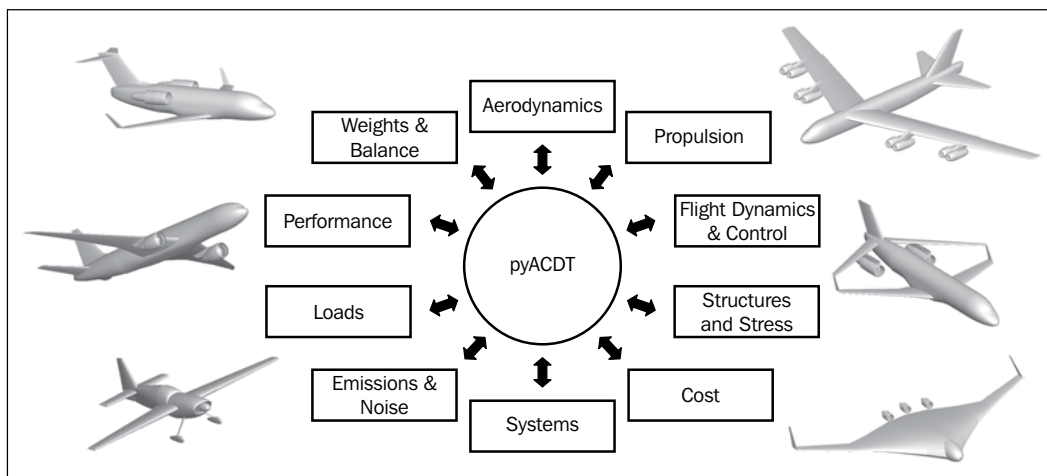 Aerodynamics
Weights &
Balance
Propulsion
Performance
Flight Dynamics
& Control
pyACDT
Loads
Structures
and Stress
Emissions &
Noise
Cost
Systems